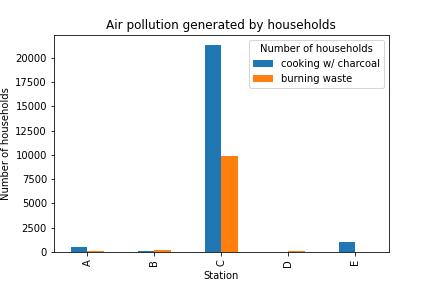 Air pollution generated by households
Number of households
cooking w/ charcoal
burning waste
Number of households
20000
17500
15000
12500
10000
7500
5000
2500
0
A
B
C
D
E
Station